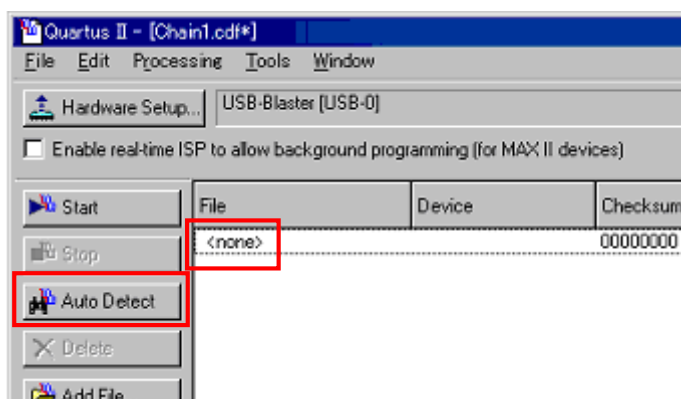 Quartus II - [Chain1.cdf*]
File Edit Processing Tools Window
Hardware Setup... USB-Blaster [USB-0]
Enable real-time ISP to allow background programming (for MAX II devices)
Start File Device Checksum
<none> 00000000
Stop
Auto Detect
Delete
Add File